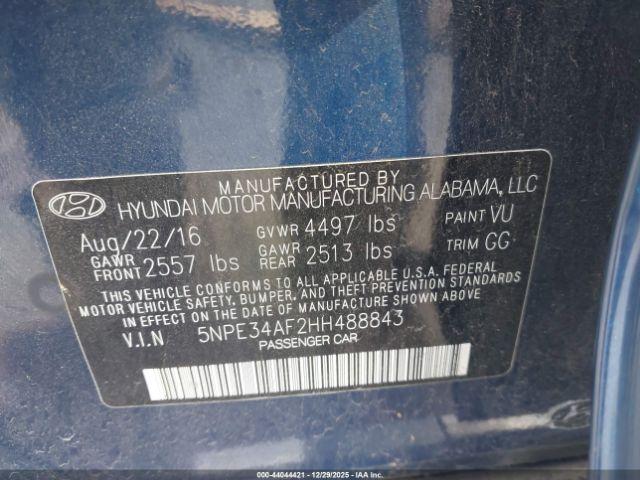 MANUFACTURED BY
HYUNDAI MOTOR MANUFACTURING ALABAMA, LLC
Aug/22/16 GVWR 4497 lbs PAINT VU
GAWR FRONT 2557 lbs GAWR REAR 2513 lbs TRIM GG
THIS VEHICLE CONFORMS TO ALL APPLICABLE U.S.A. FEDERAL
MOTOR VEHICLE SAFETY, BUMPER, AND THEFT PREVENTION STANDARDS
IN EFFECT ON THE DATE OF MANUFACTURE SHOWN ABOVE.
V.I.N 5NPE34AF2HH488843
PASSENGER CAR
000-44044421 - 12/29/2025 - IAA Inc.